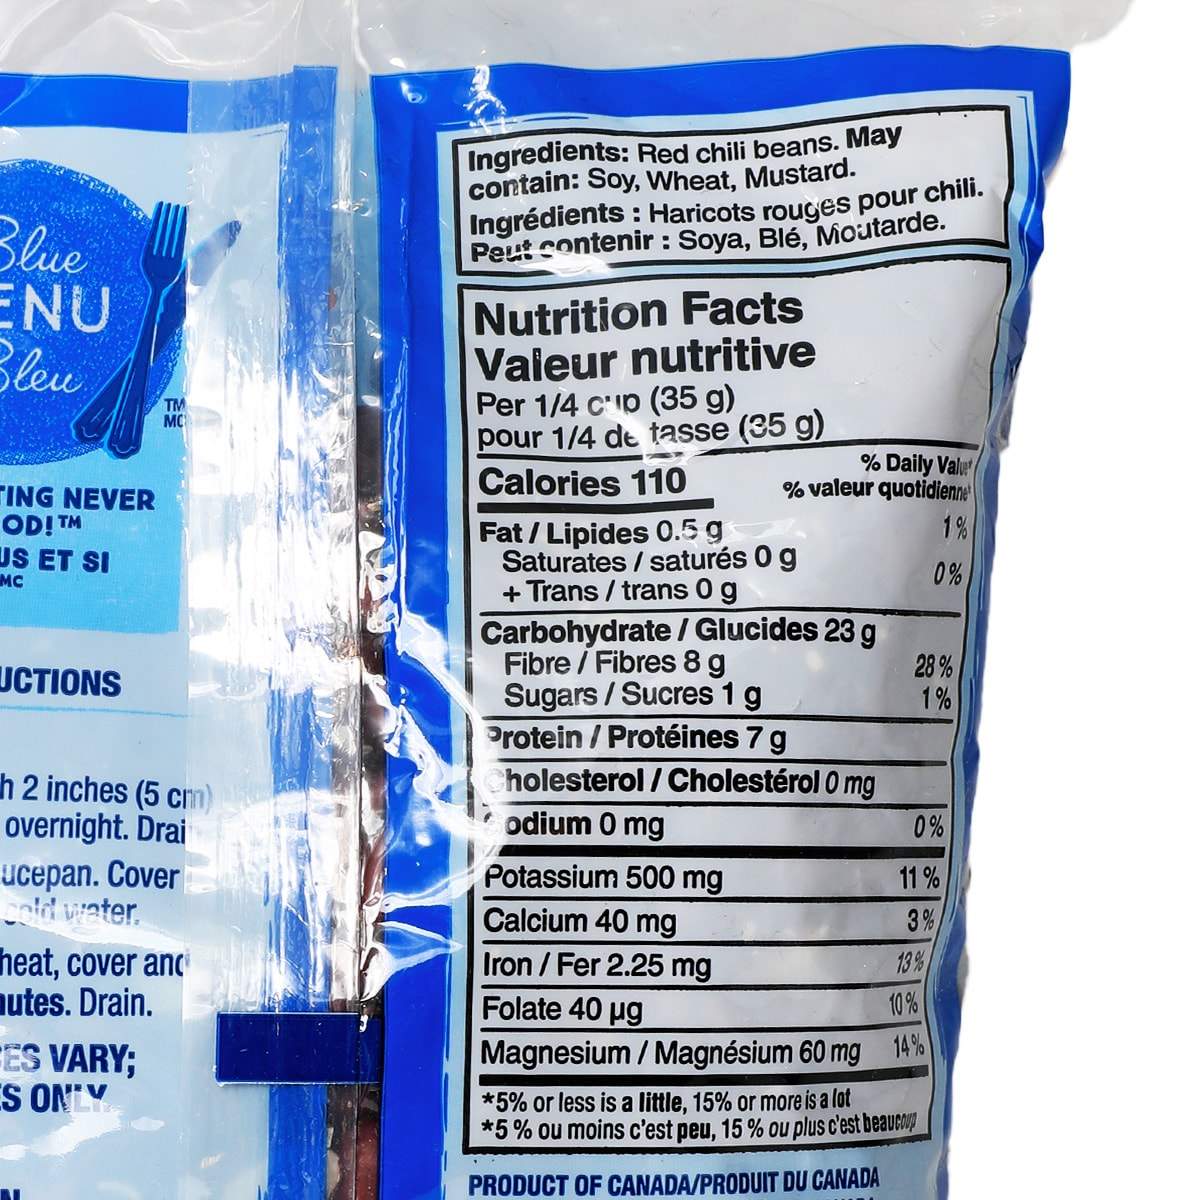 Blue
ENU
Bleu
TM
MC
TING NEVER
OD!™
US ET SI
MC
UCTIONS
h 2 inches (5 cm)
overnight. Drai
ucepan. Cover
cold water.
heat, cover and
nutes. Drain.
ES VARY;
ES ONLY
Ingredients: Red chili beans. May
contain: Soy, Wheat, Mustard.
Ingrédients : Haricots rouges pour chili.
Peut contenir : Soya, Blé, Moutarde.
Nutrition Facts
Valeur nutritive
Per 1/4 cup (35 g)
pour 1/4 de tasse (35 g)
Calories 110
% Daily Value*
% valeur quotidienne*
Fat / Lipides 0.5 g 1 %
Saturates / saturés 0 g
+ Trans / trans 0 g 0 %
Carbohydrate / Glucides 23 g
Fibre / Fibres 8 g 28 %
Sugars / Sucres 1 g 1 %
Protein / Protéines 7 g
Cholesterol / Cholestérol 0 mg
Sodium 0 mg 0 %
Potassium 500 mg 11 %
Calcium 40 mg 3 %
Iron / Fer 2.25 mg 13 %
Folate 40 µg 10 %
Magnesium / Magnésium 60 mg 14 %
*5% or less is a little, 15% or more is a lot
*5 % ou moins c'est peu, 15 % ou plus c'est beaucoup
PRODUCT OF CANADA/PRODUIT DU CANADA